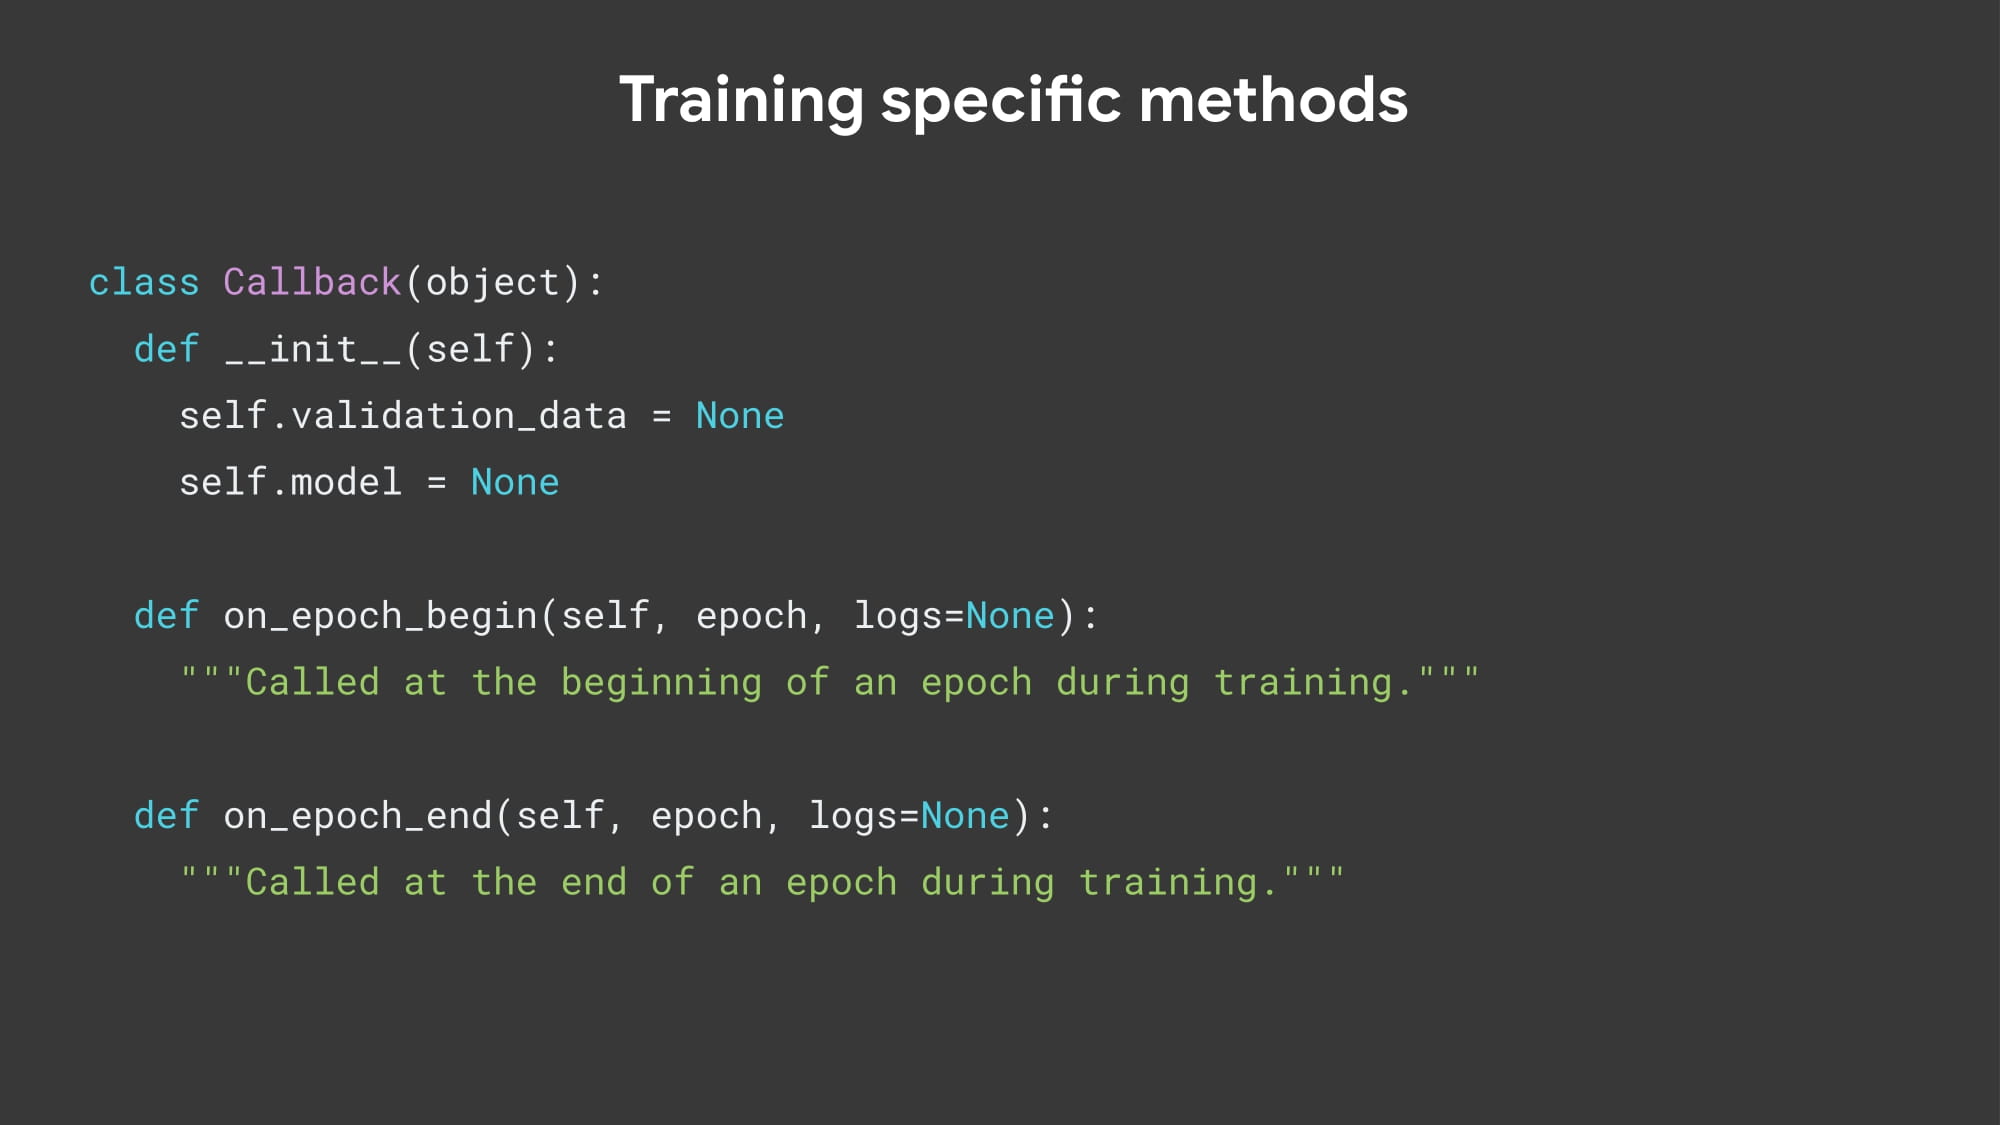 Training specific methods
class Callback(object):
  def __init__(self):
    self.validation_data = None
    self.model = None

  def on_epoch_begin(self, epoch, logs=None):
    """Called at the beginning of an epoch during training."""

  def on_epoch_end(self, epoch, logs=None):
    """Called at the end of an epoch during training."""